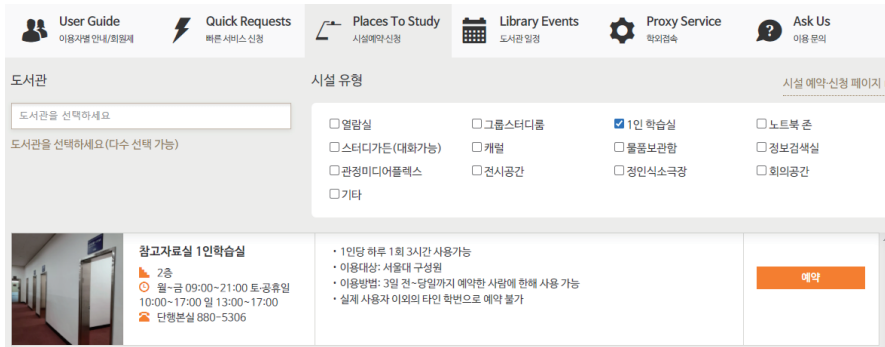 User Guide
이용자별 안내/회원제
Quick Requests
빠른 서비스 신청
Places To Study
시설예약·신청
Library Events
도서관 일정
Proxy Service
학외접속
Ask Us
이용 문의
도서관
도서관을 선택하세요
도서관을 선택하세요(다수 선택 가능)
시설 유형
시설 예약·신청 페이지
열람실
그룹스터디룸
1인 학습실
노트북 존
스터디가든(대화가능)
캐럴
물품보관함
정보검색실
관정미디어플렉스
전시공간
정인식소극장
회의공간
기타
참고자료실 1인학습실
2층
월~금 09:00~21:00 토·공휴일
10:00~17:00 일 13:00~17:00
단행본실 880-5306
· 1인당 하루 1회 3시간 사용가능
· 이용대상: 서울대 구성원
· 이용방법: 3일 전~당일까지 예약한 사람에 한해 사용 가능
· 실제 사용자 이외의 타인 학번으로 예약 불가
예약